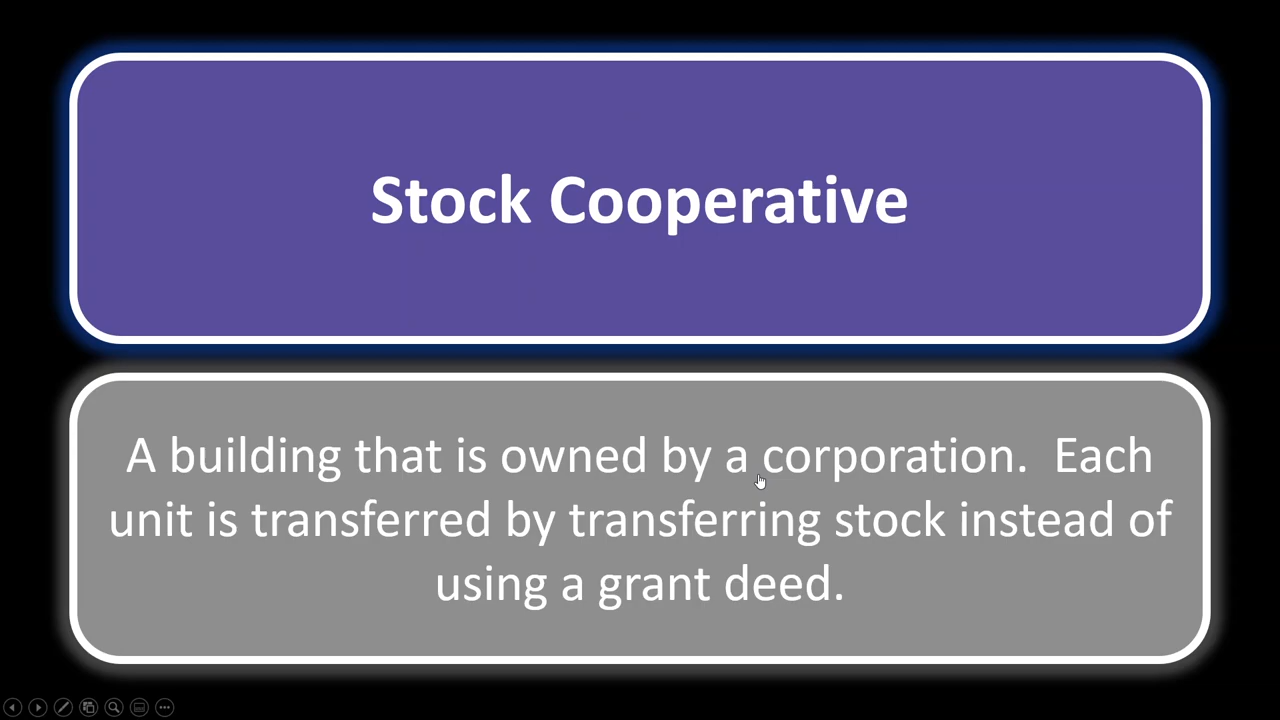 Stock Cooperative
A building that is owned by a corporation.  Each
unit is transferred by transferring stock instead of
using a grant deed.